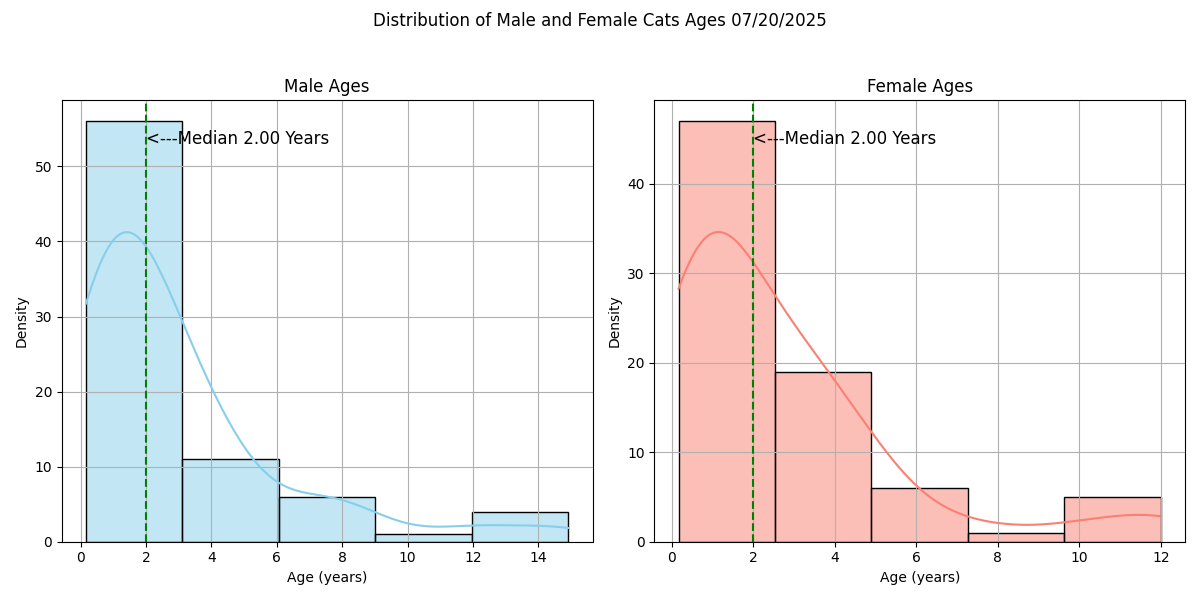 Distribution of Male and Female Cats Ages 07/20/2025
Male Ages
<---Median 2.00 Years
Density
50
40
30
20
10
0
0 2 4 6 8 10 12 14
Age (years)
Female Ages
<---Median 2.00 Years
Density
40
30
20
10
0
0 2 4 6 8 10 12
Age (years)